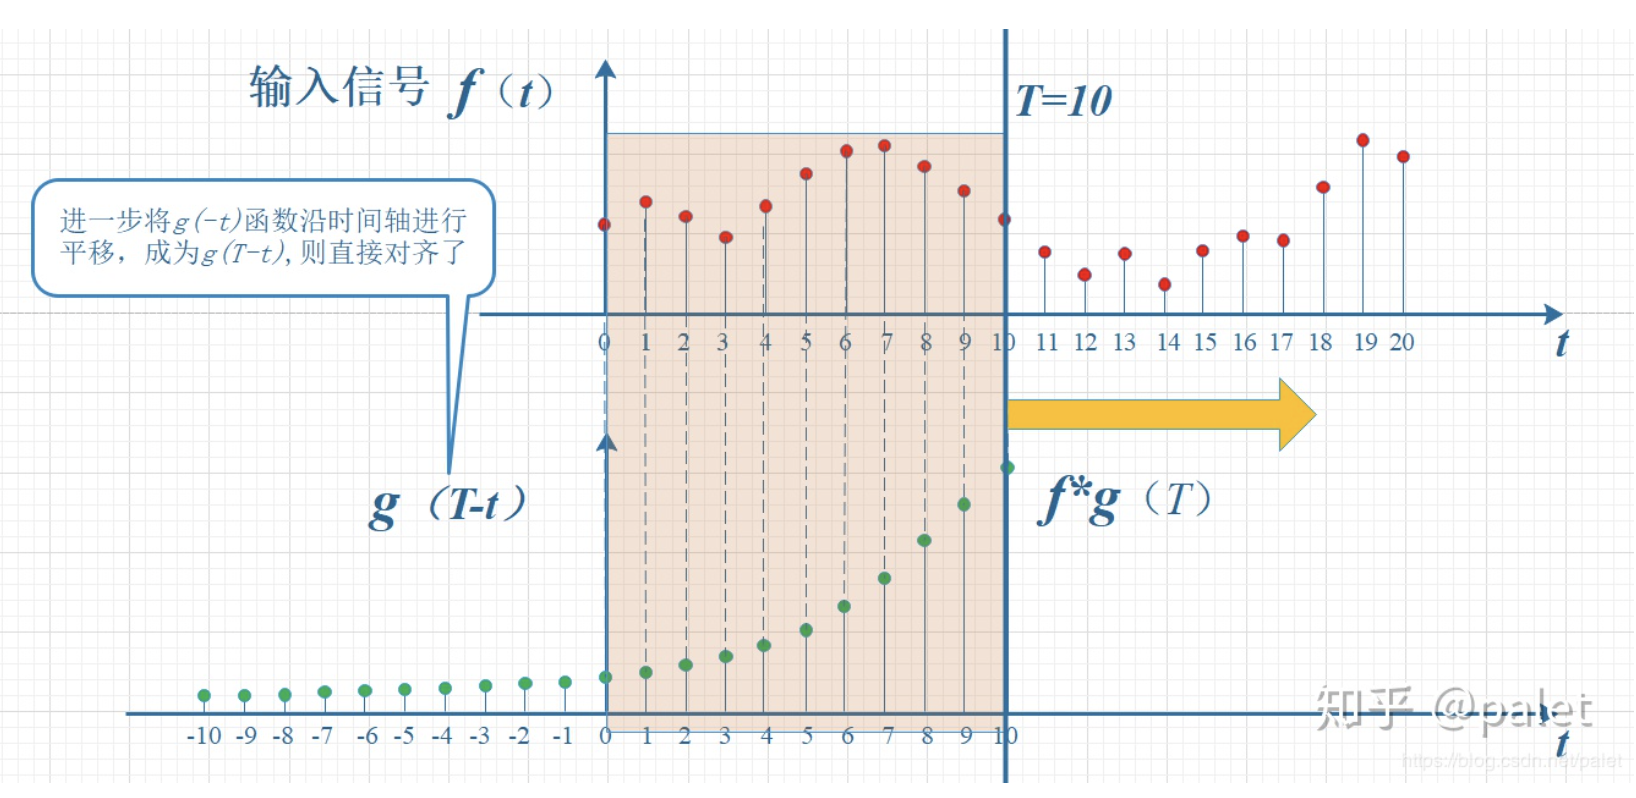 输入信号 f（t）
T=10
进一步将g(-t)函数沿时间轴进行
平移，成为g(T-t),则直接对齐了
0 1 2 3 4 5 6 7 8 9 10 11 12 13 14 15 16 17 18 19 20
t
g（T-t）
f*g（T）
知乎 @palet
-10 -9 -8 -7 -6 -5 -4 -3 -2 -1 0 1 2 3 4 5 6 7 8 9 10
t
https://blog.csdn.net/palet